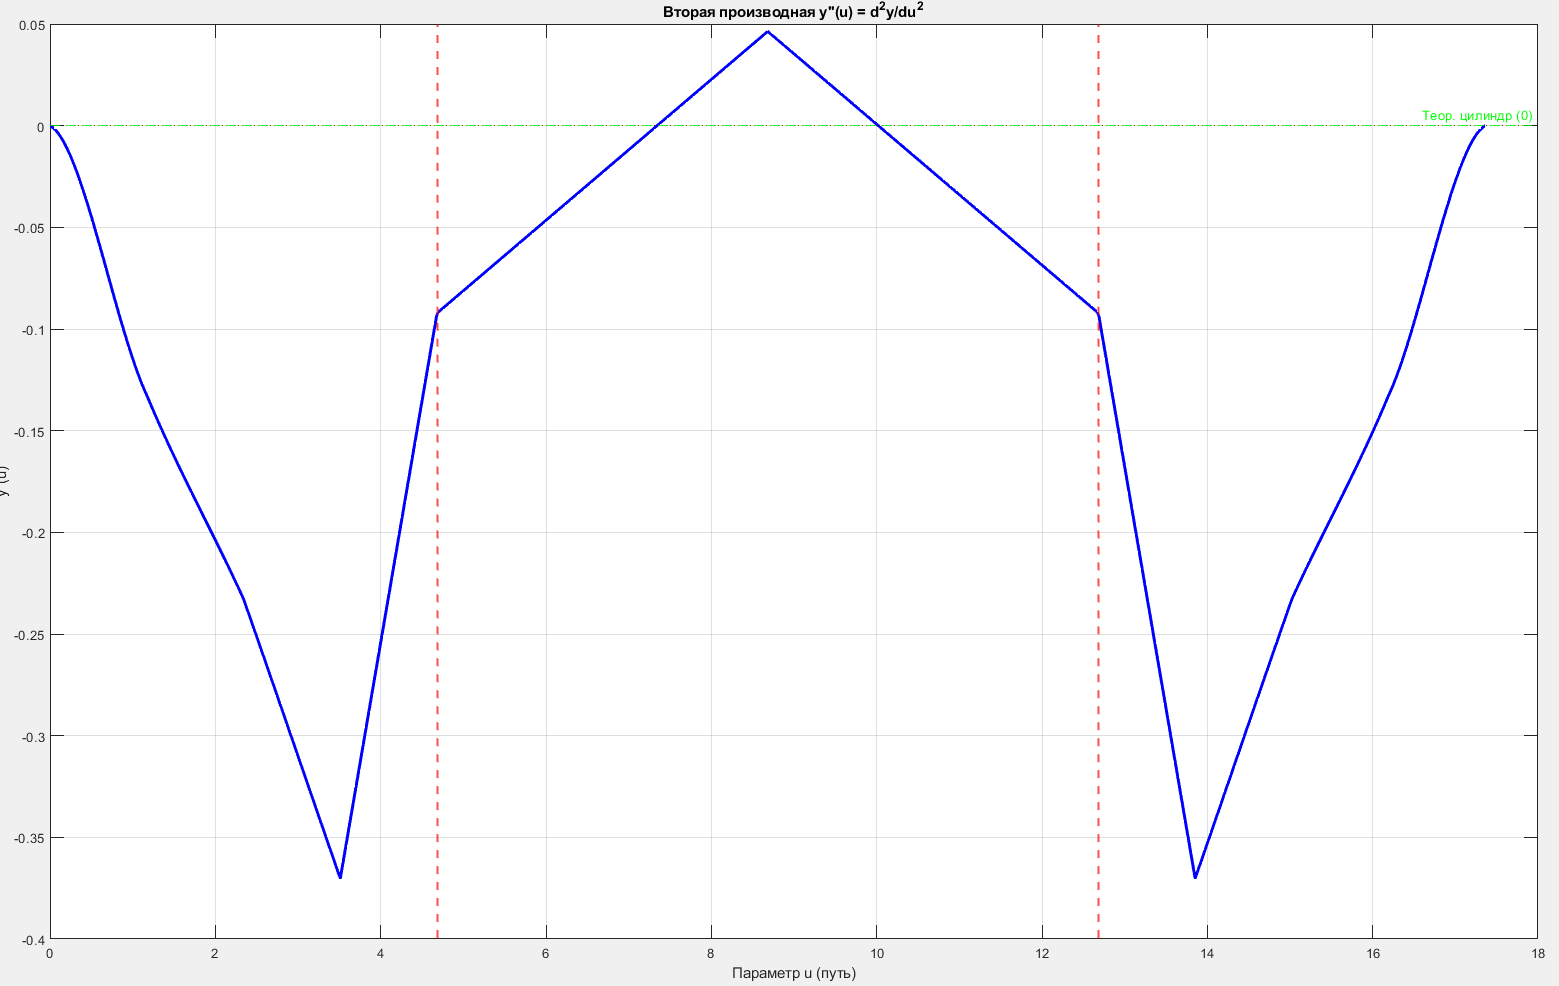 Вторая производная y"(u) = d²y/du²
0.05
0
-0.05
-0.1
-0.15
-0.2
-0.25
-0.3
-0.35
-0.4
Теор. цилиндр (0)
0 2 4 6 8 10 12 14 16 18
Параметр u (путь)